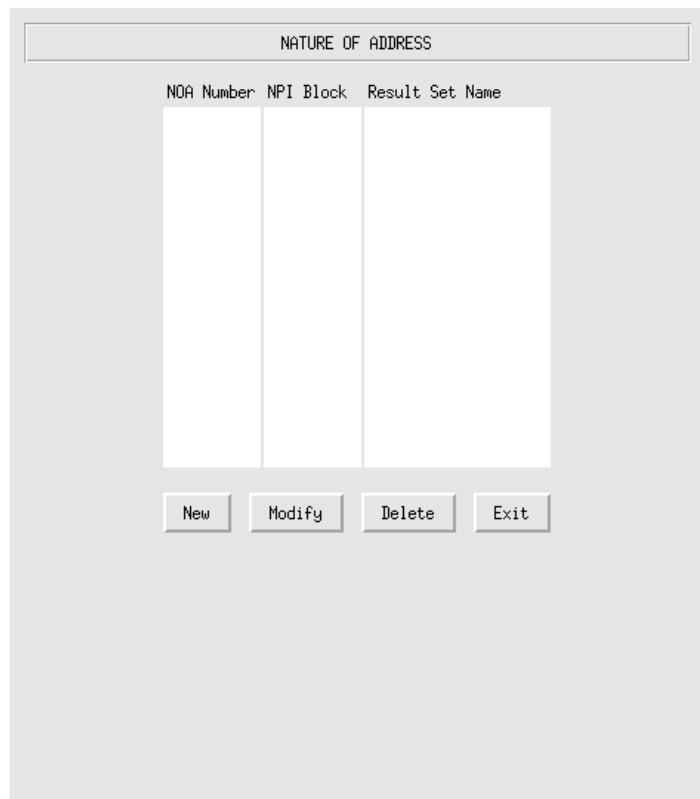 NATURE OF ADDRESS
NOA Number NPI Block Result Set Name
New Modify Delete Exit